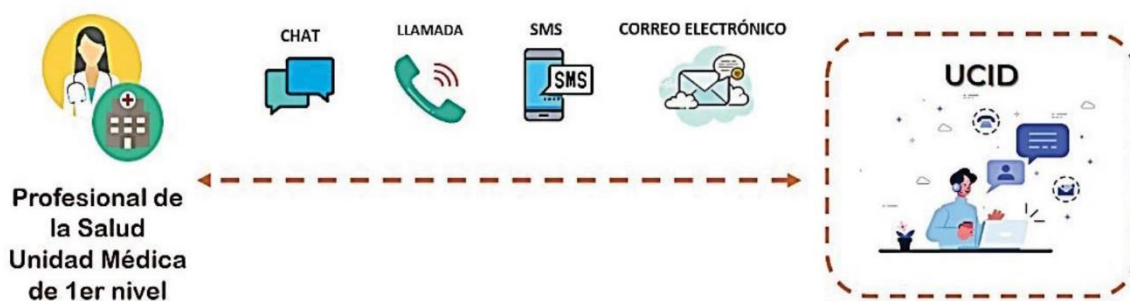 CHAT
LLAMADA
SMS
CORREO ELECTRÓNICO
SMS
UCID
Profesional de
la Salud
Unidad Médica
de 1er nivel